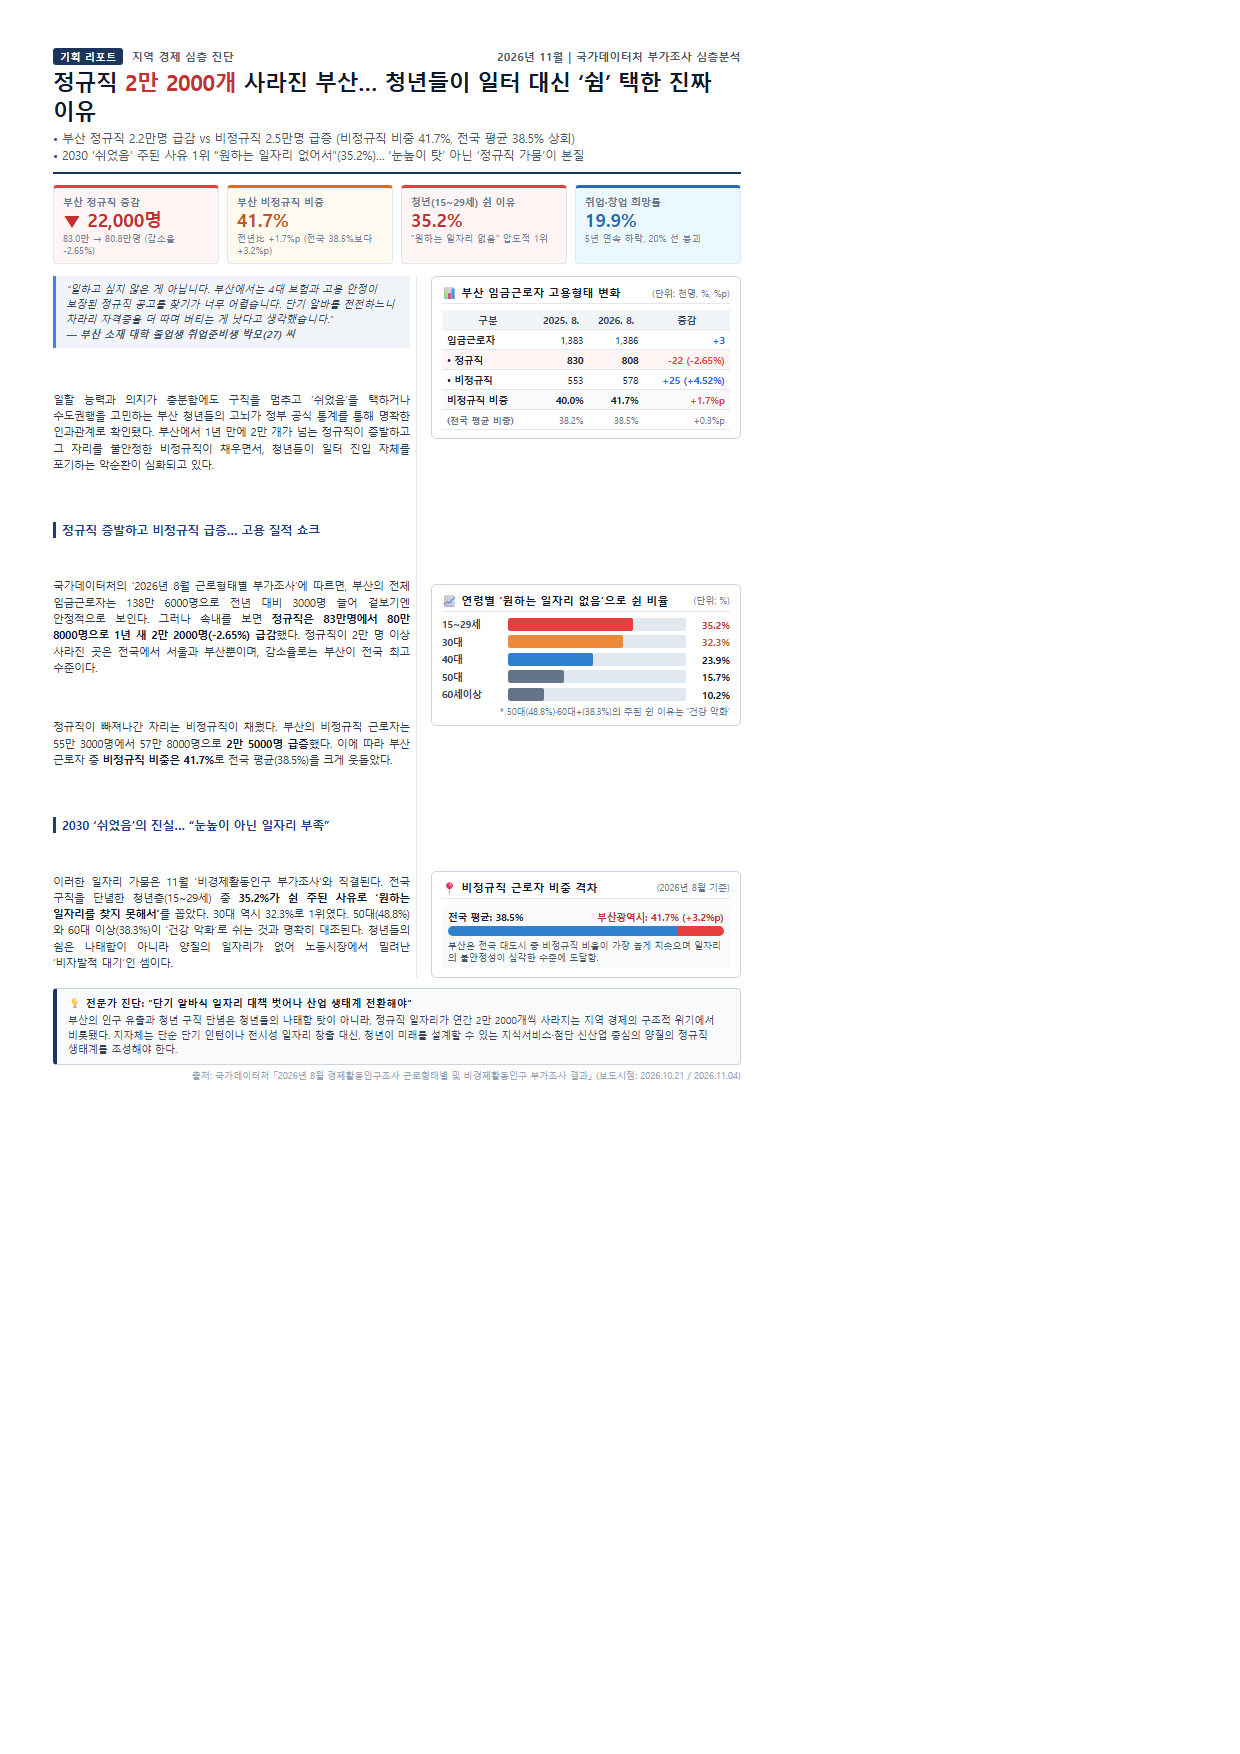 기획 리포트 지역 경제 심층 진단
2026년 11월 | 국가데이터처 부가조사 심층분석
정규직 2만 2000개 사라진 부산… 청년들이 일터 대신 ‘쉼’ 택한 진짜
이유
• 부산 정규직 2.2만명 급감 vs 비정규직 2.5만명 급증 (비정규직 비중 41.7%, 전국 평균 38.5% 상회)
• 2030 ‘쉬었음’ 주된 사유 1위 “원하는 일자리 없어서”(35.2%)… ‘눈높이 탓’ 아닌 ‘정규직 가뭄’이 본질
부산 정규직 증감
▼ 22,000명
83.0만 → 80.8만명 (감소율
-2.65%)
부산 비정규직 비중
41.7%
전년比 +1.7%p (전국 38.5%보다
+3.2%p)
청년(15~29세) 쉼 이유
35.2%
"원하는 일자리 없음" 압도적 1위
취업·창업 희망률
19.9%
5년 연속 하락, 20% 선 붕괴
“일하고 싶지 않은 게 아닙니다. 부산에서는 4대 보험과 고용 안정이
보장된 정규직 공고를 찾기가 너무 어렵습니다. 단기 알바를 전전하느니
차라리 자격증을 더 따며 버티는 게 낫다고 생각했습니다.”
— 부산 소재 대학 졸업생 취업준비생 박모(27) 씨
일할 능력과 의지가 충분함에도 구직을 멈추고 ‘쉬었음’을 택하거나
수도권행을 고민하는 부산 청년들의 고뇌가 정부 공식 통계를 통해 명확한
인과관계로 확인됐다. 부산에서 1년 만에 2만 개가 넘는 정규직이 증발하고
그 자리를 불안정한 비정규직이 채우면서, 청년들이 일터 진입 자체를
포기하는 악순환이 심화되고 있다.
정규직 증발하고 비정규직 급증… 고용 질적 쇼크
국가데이터처의 ‘2026년 8월 근로형태별 부가조사’에 따르면, 부산의 전체
임금근로자는 138만 6000명으로 전년 대비 3000명 늘어 겉보기엔
안정적으로 보인다. 그러나 속내를 보면 정규직은 83만명에서 80만
8000명으로 1년 새 2만 2000명(-2.65%) 급감했다. 정규직이 2만 명 이상
사라진 곳은 전국에서 서울과 부산뿐이며, 감소율로는 부산이 전국 최고
수준이다.
정규직이 빠져나간 자리는 비정규직이 채웠다. 부산의 비정규직 근로자는
55만 3000명에서 57만 8000명으로 2만 5000명 급증했다. 이에 따라 부산
근로자 중 비정규직 비중은 41.7%로 전국 평균(38.5%)을 크게 웃돌았다.
2030 ‘쉬었음’의 진실… “눈높이 아닌 일자리 부족”
이러한 일자리 가뭄은 11월 ‘비경제활동인구 부가조사’와 직결된다. 전국
구직을 단념한 청년층(15~29세) 중 35.2%가 쉰 주된 사유로 ‘원하는
일자리를 찾지 못해서’를 꼽았다. 30대 역시 32.3%로 1위였다. 50대(48.8%)
와 60대 이상(38.3%)이 ‘건강 악화’로 쉬는 것과 명확히 대조된다. 청년들의
쉼은 나태함이 아니라 양질의 일자리가 없어 노동시장에서 밀려난
‘비자발적 대기’인 셈이다.
📊 부산 임금근로자 고용형태 변화 (단위: 천명, %, %p)
구분 2025. 8. 2026. 8. 증감
임금근로자 1,383 1,386 +3
• 정규직 830 808 -22 (-2.65%)
• 비정규직 553 578 +25 (+4.52%)
비정규직 비중 40.0% 41.7% +1.7%p
(전국 평균 비중) 38.2% 38.5% +0.3%p
📈 연령별 ‘원하는 일자리 없음’으로 쉰 비율 (단위: %)
15~29세 35.2%
30대 32.3%
40대 23.9%
50대 15.7%
60세이상 10.2%
* 50대(48.8%)·60대+(38.3%)의 주된 쉰 이유는 '건강 악화'
📍 비정규직 근로자 비중 격차 (2026년 8월 기준)
전국 평균: 38.5% 부산광역시: 41.7% (+3.2%p)
부산은 전국 대도시 중 비정규직 비율이 가장 높게 치솟으며 일자리
의 불안정성이 심각한 수준에 도달함.
💡 전문가 진단: “단기 알바식 일자리 대책 벗어나 산업 생태계 전환해야”
부산의 인구 유출과 청년 구직 단념은 청년들의 나태함 탓이 아니라, 정규직 일자리가 연간 2만 2000개씩 사라지는 지역 경제의 구조적 위기에서
비롯됐다. 지자체는 단순 단기 인턴이나 전시성 일자리 창출 대신, 청년이 미래를 설계할 수 있는 지식서비스·첨단 신산업 중심의 양질의 정규직
생태계를 조성해야 한다.
출처: 국가데이터처 「2026년 8월 경제활동인구조사 근로형태별 및 비경제활동인구 부가조사 결과」 (보도시점: 2026.10.21 / 2026.11.04)